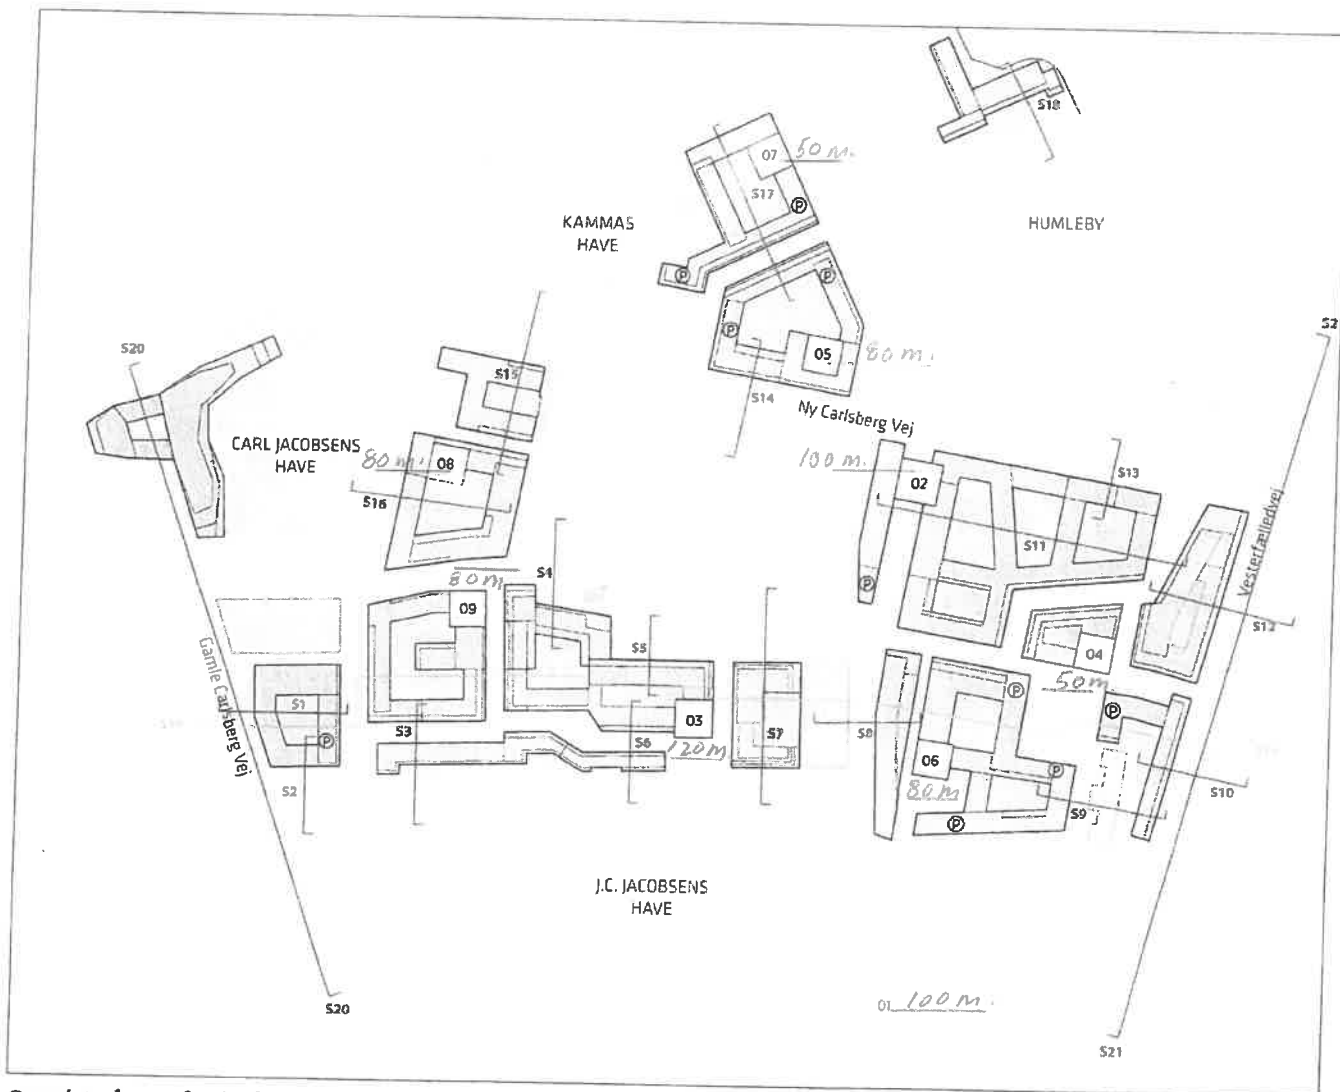 S18
07 50 m.
S17
P
KAMMAS
HAVE
HUMLEBY
P
P
S2
P
S20
05 80 m.
S15
S14
Ny Carlsberg Vej
CARL JACOBSENS
HAVE
80 m. 08
100 m.
02
S13
S16
Vesterfælledvej
S11
S4
80 m
P
09
S12
04
Gamle Carlsberg Vej
S5
50 m
P
S1
P
03
S3
S6
120 m
S7
S8
P
06
P
80 m
S10
S2
S9
P
J.C. JACOBSENS
HAVE
S20
01 100 m.
S21